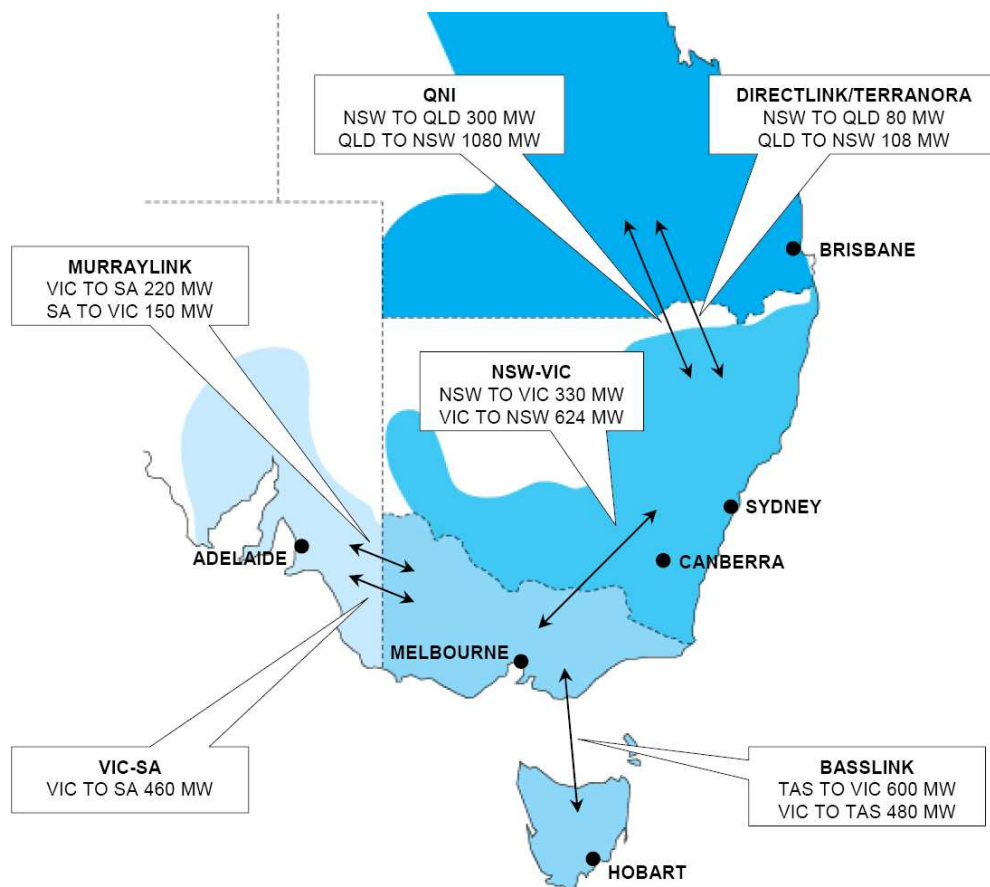 QNI
NSW TO QLD 300 MW
QLD TO NSW 1080 MW
DIRECTLINK/TERRANORA
NSW TO QLD 80 MW
QLD TO NSW 108 MW
BRISBANE
MURRAYLINK
VIC TO SA 220 MW
SA TO VIC 150 MW
NSW-VIC
NSW TO VIC 330 MW
VIC TO NSW 624 MW
SYDNEY
ADELAIDE
CANBERRA
MELBOURNE
VIC-SA
VIC TO SA 460 MW
BASSLINK
TAS TO VIC 600 MW
VIC TO TAS 480 MW
HOBART